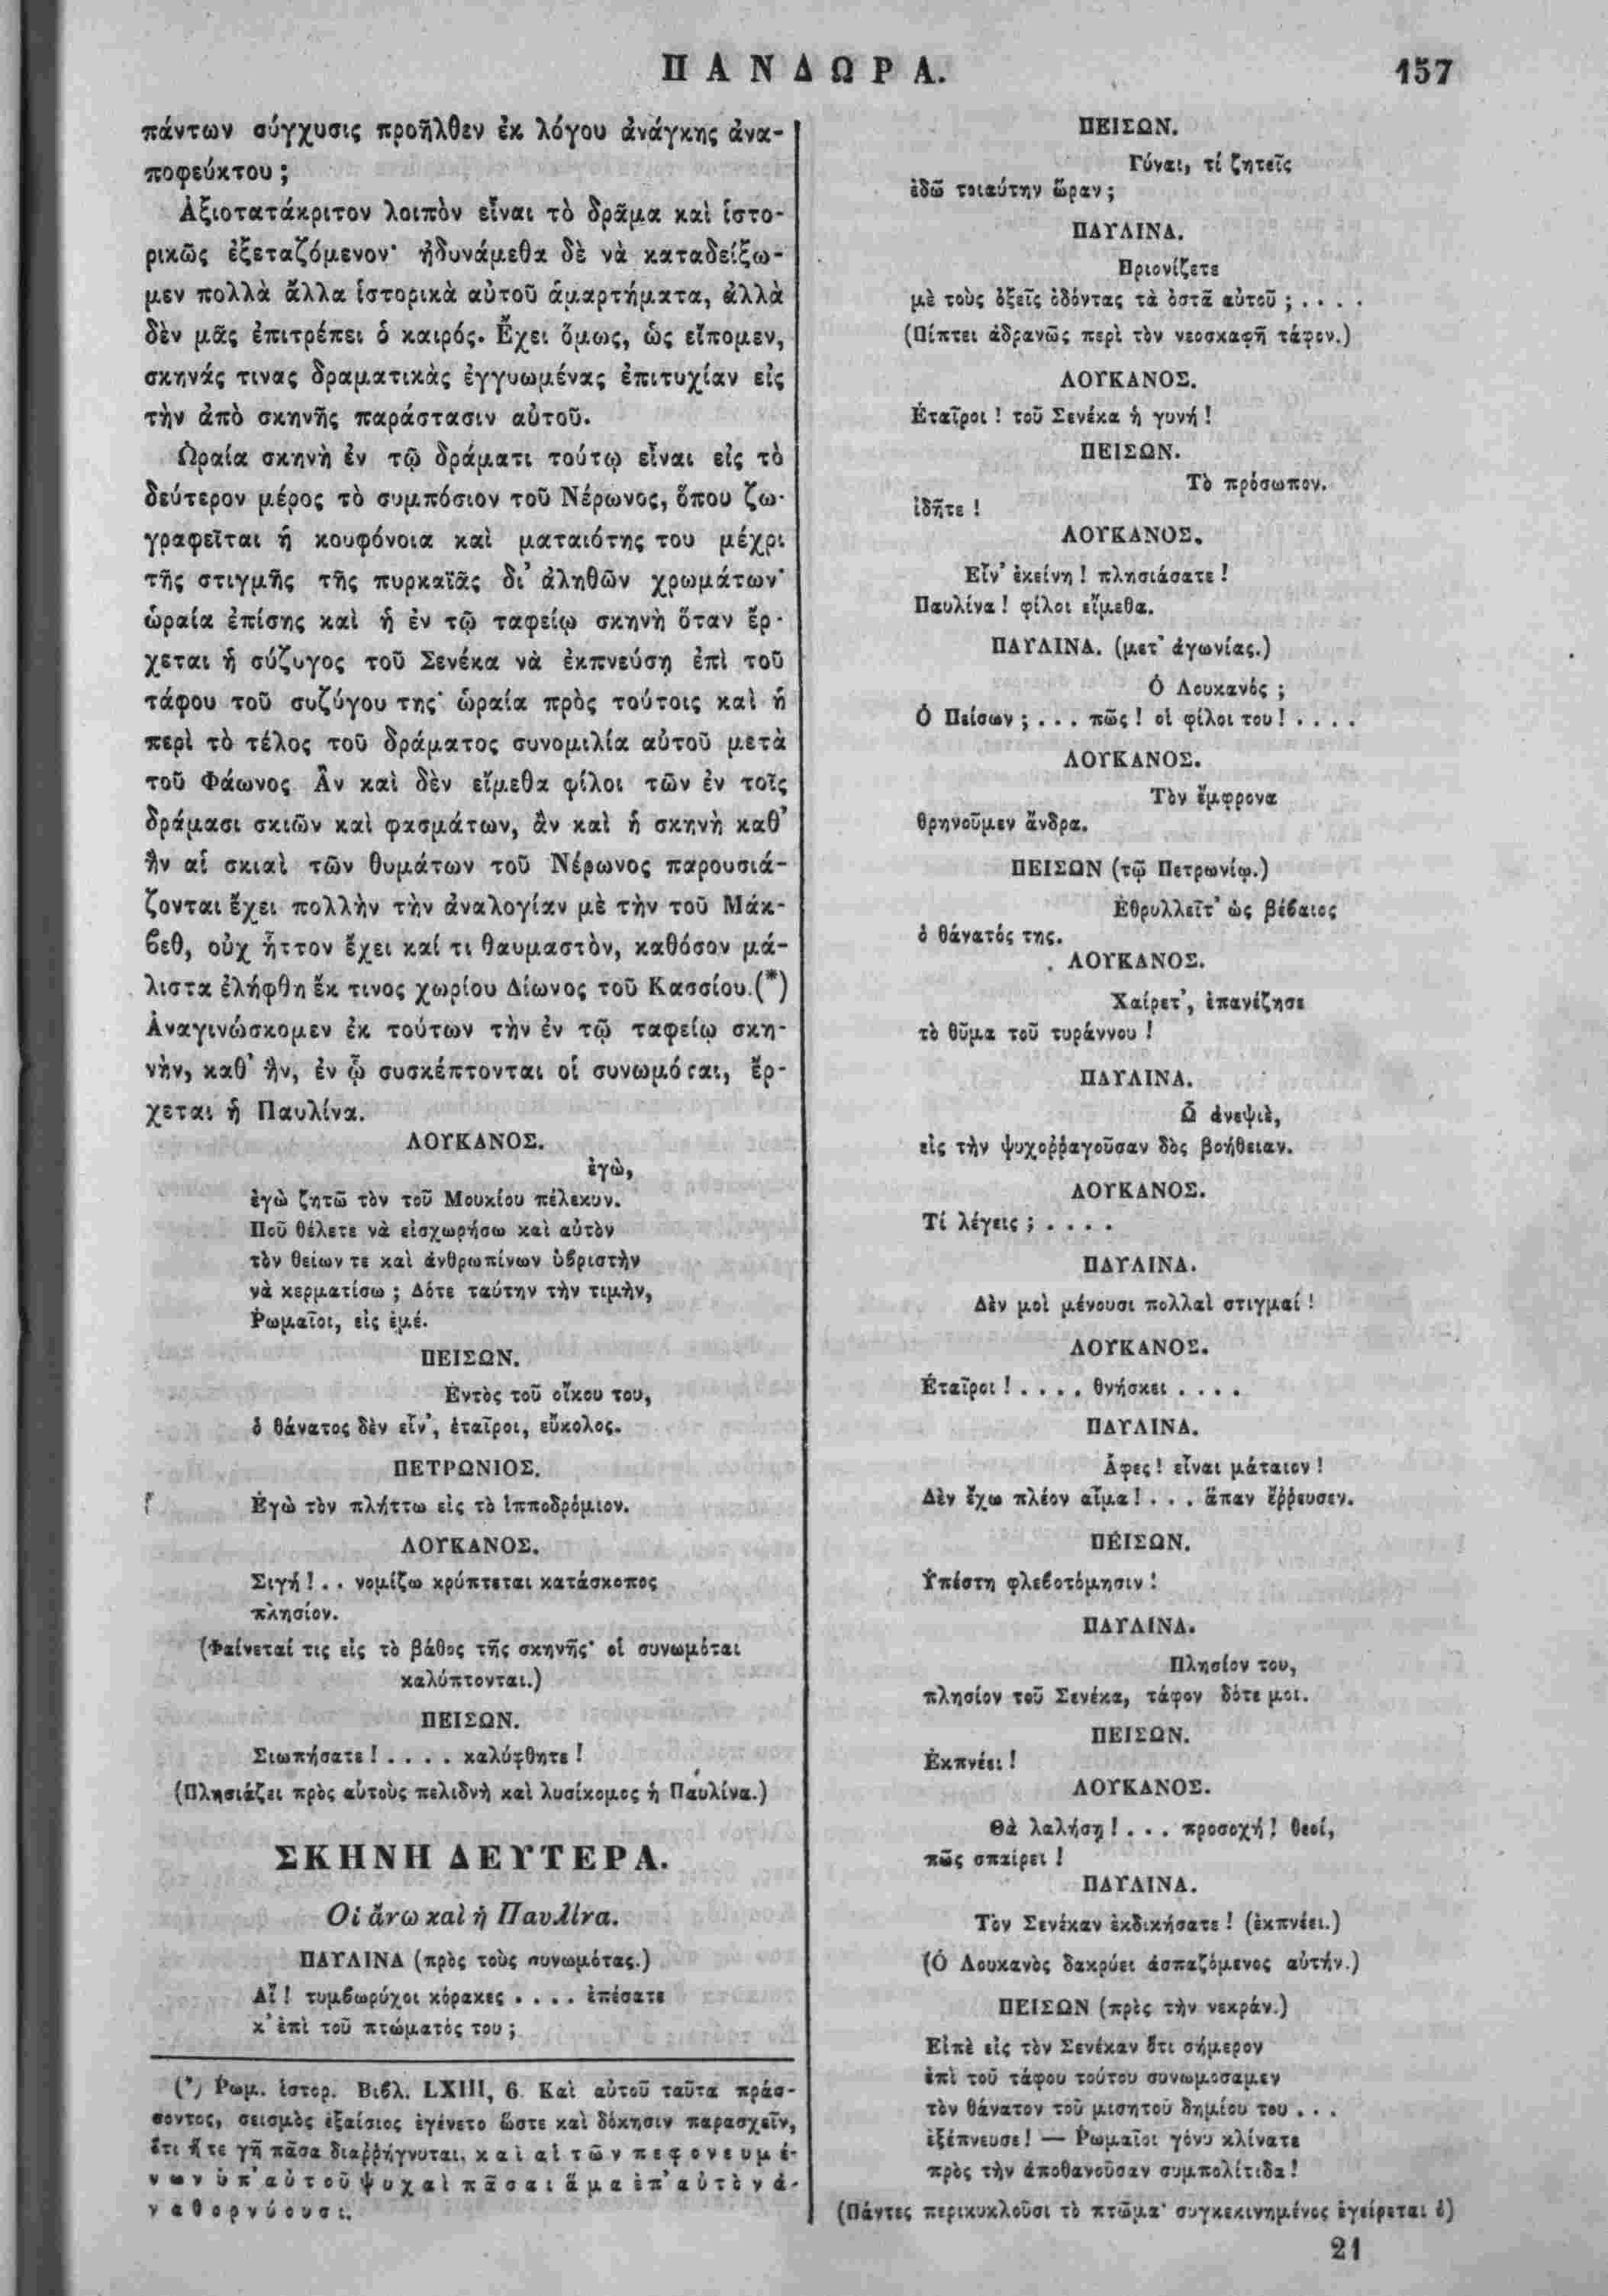 ΠΑΝΔΩΡΑ.
157
πάντων σύγχυσις προῆλθεν ἐκ λόγου ἀνάγκης ἀνα-
ποφεύκτου ;
Ἀξιοτατάκριτον λοιπὸν εἶναι τὸ δρᾶμα καὶ ἱστο-
ρικῶς ἐξεταζόμενον· ἠδυνάμεθα δὲ νὰ καταδείξω-
μεν πολλὰ ἄλλα ἱστορικὰ αὐτοῦ ἁμαρτήματα, ἀλλὰ
δὲν μᾶς ἐπιτρέπει ὁ καιρός. Ἔχει ὅμως, ὡς εἴπομεν,
σκηνάς τινας δραματικὰς ἐγγυωμένας ἐπιτυχίαν εἰς
τὴν ἀπὸ σκηνῆς παράστασιν αὐτοῦ.
Ὡραία σκηνὴ ἐν τῷ δράματι τούτῳ εἶναι εἰς τὸ
δεύτερον μέρος τὸ συμπόσιον τοῦ Νέρωνος, ὅπου ζω-
γραφεῖται ἡ κουφόνοια καὶ ματαιότης του μέχρι
τῆς στιγμῆς τῆς πυρκαϊᾶς δι' ἀληθῶν χρωμάτων·
ὡραία ἐπίσης καὶ ἡ ἐν τῷ ταφείῳ σκηνὴ ὅταν ἔρ-
χεται ἡ σύζυγος τοῦ Σενέκα νὰ ἐκπνεύσῃ ἐπὶ τοῦ
τάφου τοῦ συζύγου της· ὡραία πρὸς τούτοις καὶ ἡ
περὶ τὸ τέλος τοῦ δράματος συνομιλία αὐτοῦ μετὰ
τοῦ Φάωνος Ἂν καὶ δὲν εἴμεθα φίλοι τῶν ἐν τοῖς
δράμασι σκιῶν καὶ φασμάτων, ἂν καὶ ἡ σκηνὴ καθ'
ἣν αἱ σκιαὶ τῶν θυμάτων τοῦ Νέρωνος παρουσιά-
ζονται ἔχει πολλὴν τὴν ἀναλογίαν μὲ τὴν τοῦ Μάκ-
βεθ, οὐχ ἧττον ἔχει καί τι θαυμαστὸν, καθόσον μά-
λιστα ἐλήφθη ἔκ τινος χωρίου Δίωνος τοῦ Κασσίου.(*)
Ἀναγινώσκομεν ἐκ τούτων τὴν ἐν τῷ ταφείῳ σκη-
νὴν, καθ' ἣν, ἐν ᾧ συσκέπτονται οἱ συνωμόται, ἔρ-
χεται ἡ Παυλίνα.
ΛΟΥΚΑΝΟΣ.
ἐγὼ,
ἐγὼ ζητῶ τὸν τοῦ Μουκίου πέλεκυν.
Ποῦ θέλετε νὰ εἰσχωρήσω καὶ αὐτὸν
τὸν θείων τε καὶ ἀνθρωπίνων ὑβριστὴν
νὰ κερματίσω ; Δότε ταύτην τὴν τιμὴν,
Ῥωμαῖοι, εἰς ἐμέ.
ΠΕΙΣΩΝ.
Ἐντὸς τοῦ οἴκου του,
ὁ θάνατος δὲν εἶν', ἑταῖροι, εὔκολος.
ΠΕΤΡΩΝΙΟΣ.
Ἐγὼ τὸν πλήττω εἰς τὸ ἱπποδρόμιον.
ΛΟΥΚΑΝΟΣ.
Σιγή ! . . νομίζω κρύπτεται κατάσκοπος
πλησίον.
(Φαίνεταί τις εἰς τὸ βάθος τῆς σκηνῆς· οἱ συνωμόται
καλύπτονται.)
ΠΕΙΣΩΝ.
Σιωπήσατε ! . . . . καλύφθητε !
(Πλησιάζει πρὸς αὐτοὺς πελιδνὴ καὶ λυσίκομος ἡ Παυλίνα.)
ΣΚΗΝΗ ΔΕΥΤΕΡΑ.
Οἱ ἄνω καὶ ἡ Παυλίνα.
ΠΑΥΛΙΝΑ (πρὸς τοὺς συνωμότας.)
Αἴ ! τυμβωρύχοι κόρακες . . . . ἐπέσατε
κ' ἐπὶ τοῦ πτώματός του ;
(*) Ῥωμ. ἱστορ. Βιβλ. LXIII, 6. Καὶ αὐτοῦ ταῦτα πράσ-
σοντος, σεισμὸς ἐξαίσιος ἐγένετο ὥστε καὶ δόκησιν παρασχεῖν,
ὅτι ἥ τε γῆ πᾶσα διαῤῥήγνυται, καὶ αἱ τῶν πεφονευμέ-
νων ὑπ' αὐτοῦ ψυχαὶ πᾶσαι ἅμα ἐπ' αὐτὸν ἀ-
ναθορνύουσι.
ΠΕΙΣΩΝ.
Γύναι, τί ζητεῖς
ἐδῶ τοιαύτην ὥραν ;
ΠΑΥΛΙΝΑ.
Πριονίζετε
μὲ τοὺς ὀξεῖς ὀδόντας τὰ ὀστᾶ αὐτοῦ ; . . . .
(Πίπτει ἀδρανῶς περὶ τὸν νεοσκαφῆ τάφον.)
ΛΟΥΚΑΝΟΣ.
Ἑταῖροι ! τοῦ Σενέκα ἡ γυνή !
ΠΕΙΣΩΝ.
Τὸ πρόσωπον.
ἰδῆτε !
ΛΟΥΚΑΝΟΣ.
Εἶν' ἐκείνη ! πλησιάσατε !
Παυλίνα ! φίλοι εἴμεθα.
ΠΑΥΛΙΝΑ. (μετ' ἀγωνίας.)
Ὁ Λουκανός ;
Ὁ Πείσων ; . . . πῶς ! οἱ φίλοι του ! . . . .
ΛΟΥΚΑΝΟΣ.
Τὸν ἔμφρονα
θρηνοῦμεν ἄνδρα.
ΠΕΙΣΩΝ (τῷ Πετρωνίῳ.)
Ἐθρυλλεῖτ' ὡς βέβαιος
ὁ θάνατός της.
ΛΟΥΚΑΝΟΣ.
Χαίρετ', ἐπανέζησε
τὸ θῦμα τοῦ τυράννου !
ΠΑΥΛΙΝΑ.
Ὦ ἀνεψιὲ,
εἰς τὴν ψυχοῤῥαγοῦσαν δὸς βοήθειαν.
ΛΟΥΚΑΝΟΣ.
Τί λέγεις ; . . . .
ΠΑΥΛΙΝΑ.
Δὲν μοὶ μένουσι πολλαὶ στιγμαί !
ΛΟΥΚΑΝΟΣ.
Ἑταῖροι ! . . . . θνήσκει . . . .
ΠΑΥΛΙΝΑ.
Ἄφες ! εἶναι μάταιον !
Δὲν ἔχω πλέον αἷμα ! . . . ἅπαν ἔῤῥευσεν.
ΠΕΙΣΩΝ.
Ὑπέστη φλεβοτόμησιν !
ΠΑΥΛΙΝΑ.
Πλησίον του,
πλησίον τοῦ Σενέκα, τάφον δότε μοι.
ΠΕΙΣΩΝ.
Ἐκπνέει !
ΛΟΥΚΑΝΟΣ.
Θὰ λαλήσῃ ! . . . προσοχή ! θεοί,
πῶς σπαίρει !
ΠΑΥΛΙΝΑ.
Τὸν Σενέκαν ἐκδικήσατε ! (ἐκπνέει.)
(Ὁ Λουκανὸς δακρύει ἀσπαζόμενος αὐτήν.)
ΠΕΙΣΩΝ (πρὸς τὴν νεκράν.)
Εἰπὲ εἰς τὸν Σενέκαν ὅτι σήμερον
ἐπὶ τοῦ τάφου τούτου συνωμόσαμεν
τὸν θάνατον τοῦ μισητοῦ δημίου του . . .
ἐξέπνευσε ! — Ῥωμαῖοι γόνυ κλίνατε
πρὸς τὴν ἀποθανοῦσαν συμπολίτιδα !
(Πάντες περικυκλοῦσι τὸ πτῶμα· συγκεκινημένος ἐγείρεται ὁ)
21